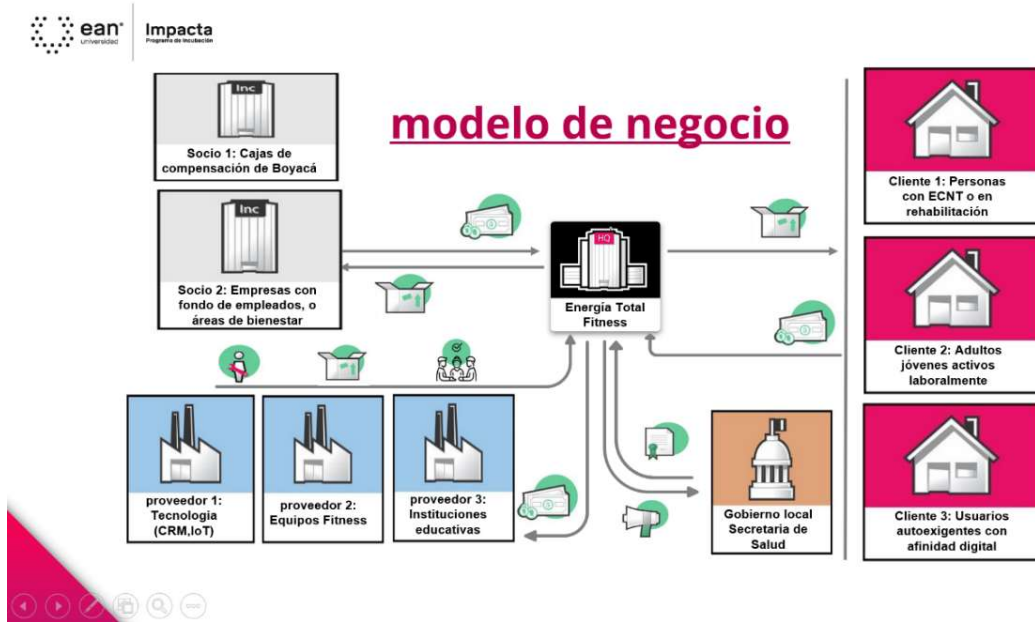 ean
universidad
Impacta
Programa de Incubación
modelo de negocio
Inc
Socio 1: Cajas de
compensación de Boyacá
Inc
Socio 2: Empresas con
fondo de empleados, o
áreas de bienestar
HQ
Energía Total
Fitness
Cliente 1: Personas
con ECNT o en
rehabilitación
Cliente 2: Adultos
jóvenes activos
laboralmente
Cliente 3: Usuarios
autoexigentes con
afinidad digital
proveedor 1:
Tecnologia
(CRM,IoT)
proveedor 2:
Equipos Fitness
proveedor 3:
Instituciones
educativas
Gobierno local
Secretaria de
Salud